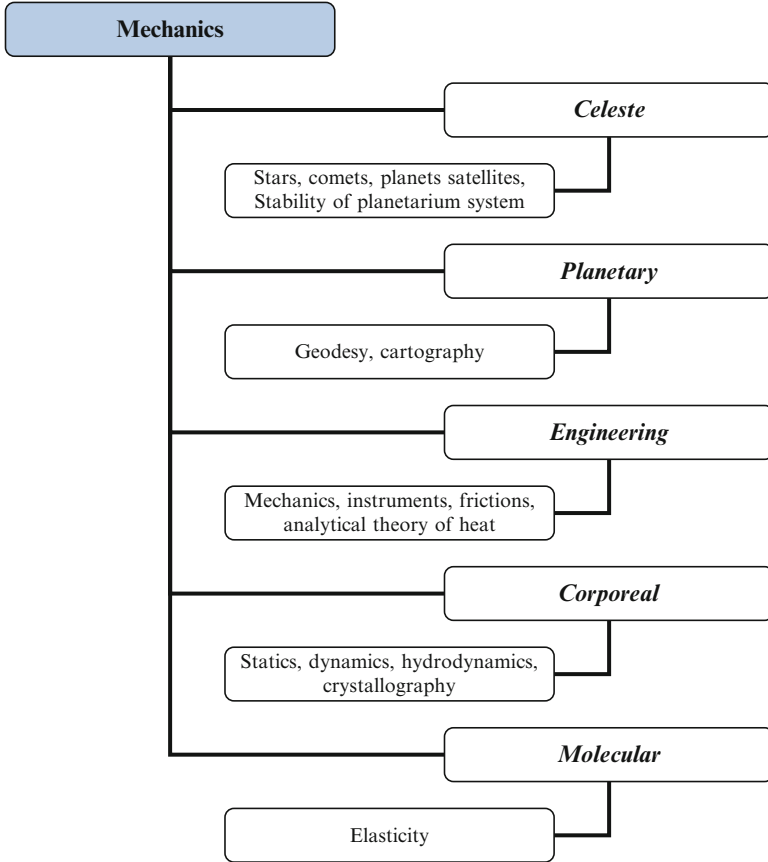 Mechanics
Celeste
Stars, comets, planets satellites,
Stability of planetarium system
Planetary
Geodesy, cartography
Engineering
Mechanics, instruments, frictions,
analytical theory of heat
Corporeal
Statics, dynamics, hydrodynamics,
crystallography
Molecular
Elasticity